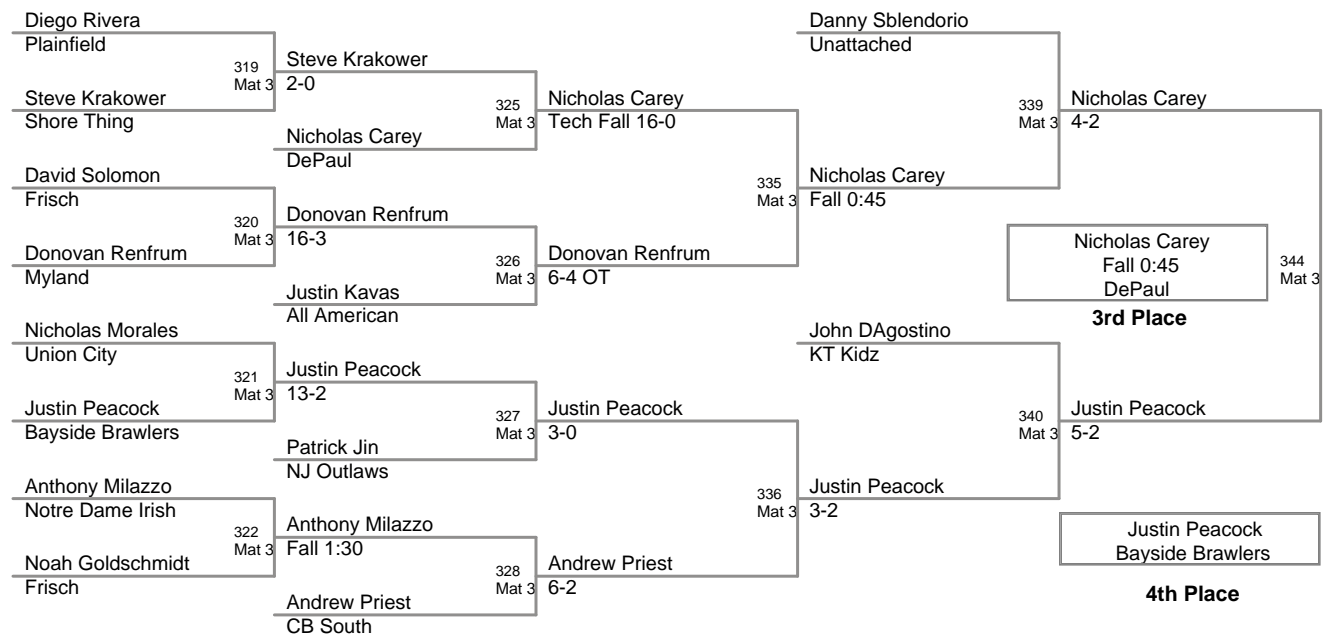 Diego Rivera
Plainfield
319
Mat 3
Steve Krakower
2-0
Steve Krakower
Shore Thing
325
Mat 3
Nicholas Carey
Tech Fall 16-0
Nicholas Carey
DePaul
David Solomon
Frisch
320
Mat 3
Donovan Renfrum
16-3
Donovan Renfrum
Myland
326
Mat 3
Donovan Renfrum
6-4 OT
Justin Kavas
All American
335
Mat 3
Nicholas Carey
Fall 0:45
Danny Sblendorio
Unattached
339
Mat 3
Nicholas Carey
4-2
Nicholas Morales
Union City
321
Mat 3
Justin Peacock
13-2
Justin Peacock
Bayside Brawlers
327
Mat 3
Justin Peacock
3-0
Patrick Jin
NJ Outlaws
Anthony Milazzo
Notre Dame Irish
322
Mat 3
Anthony Milazzo
Fall 1:30
Noah Goldschmidt
Frisch
328
Mat 3
Andrew Priest
6-2
Andrew Priest
CB South
336
Mat 3
Justin Peacock
3-2
John DAgostino
KT Kidz
340
Mat 3
Justin Peacock
5-2
344
Mat 3
Nicholas Carey
Fall 0:45
DePaul
3rd Place
Justin Peacock
Bayside Brawlers
4th Place